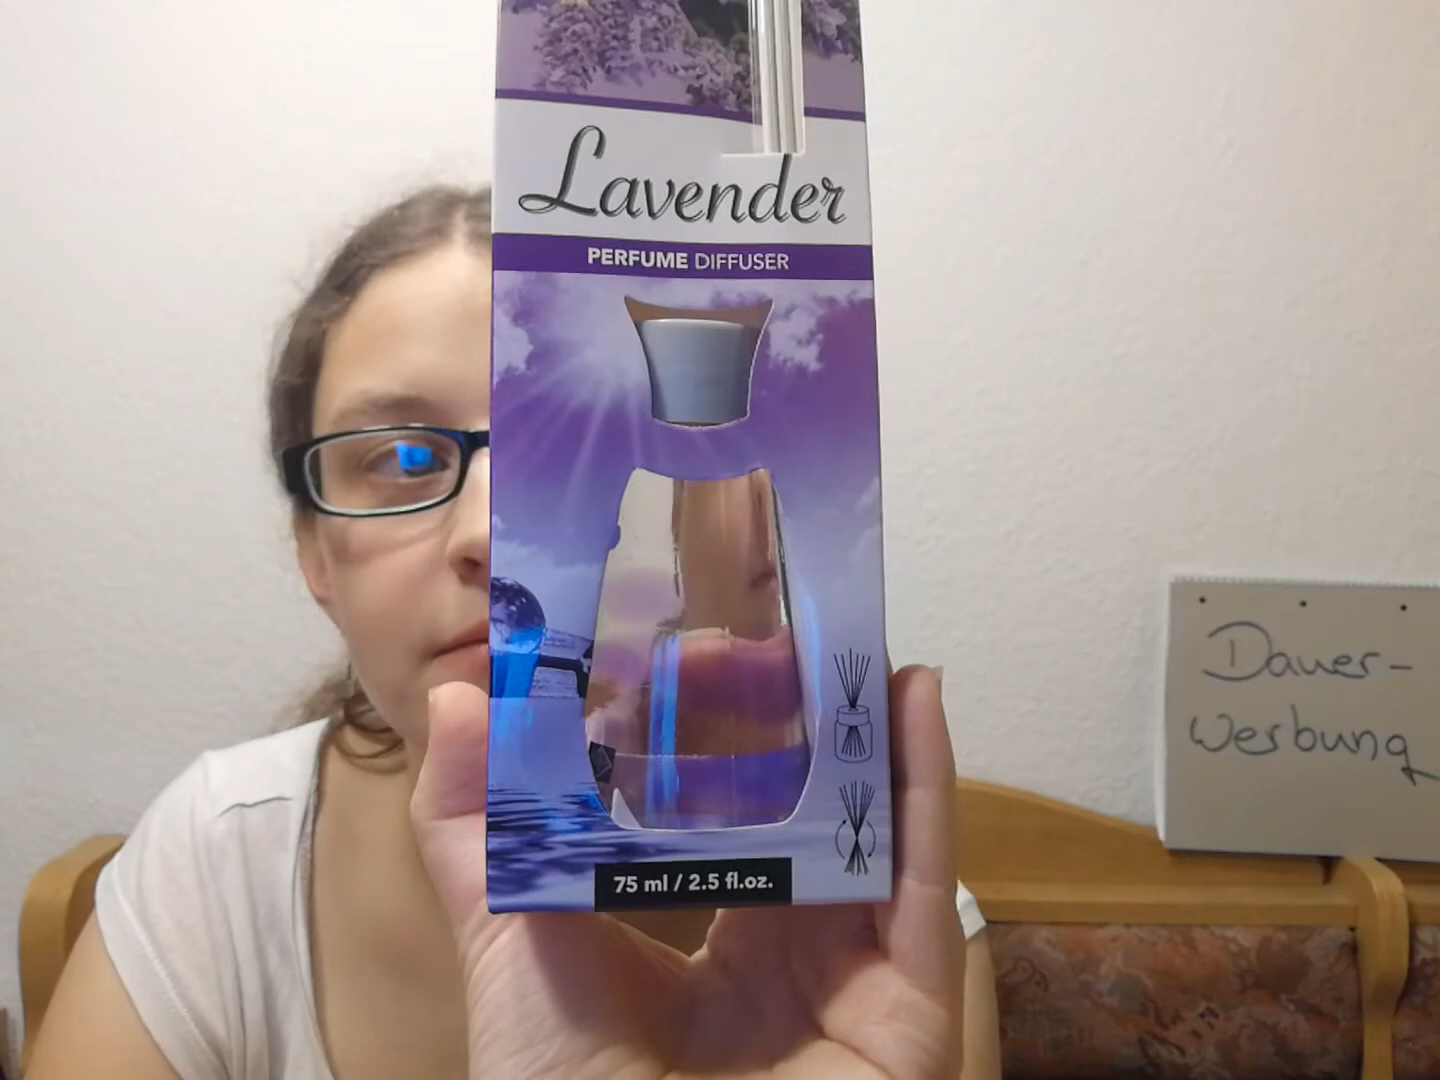 Lavender
PERFUME DIFFUSER
75 ml / 2.5 fl.oz.
Dauer-
werbung